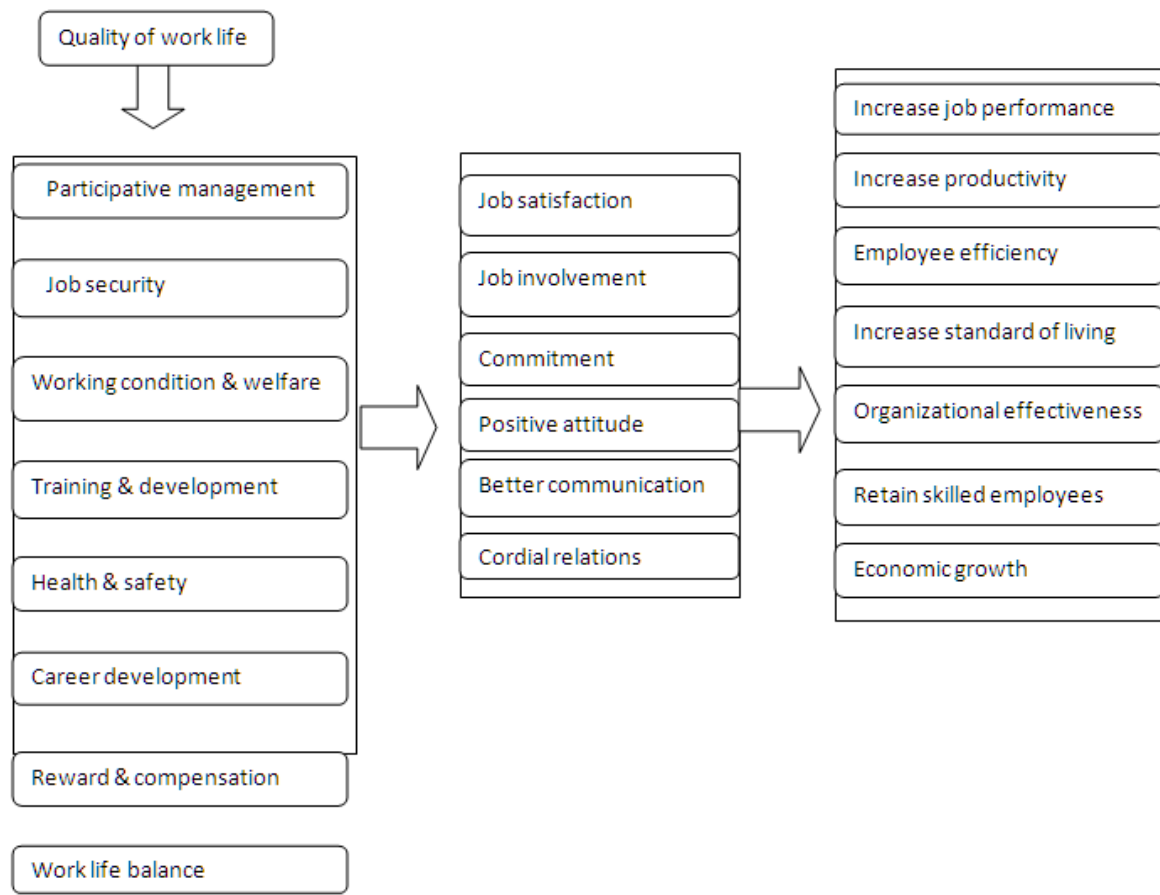 Quality of work life
Participative management
Job security
Working condition & welfare
Training & development
Health & safety
Career development
Reward & compensation
Work life balance
Job satisfaction
Job involvement
Commitment
Positive attitude
Better communication
Cordial relations
Increase job performance
Increase productivity
Employee efficiency
Increase standard of living
Organizational effectiveness
Retain skilled employees
Economic growth